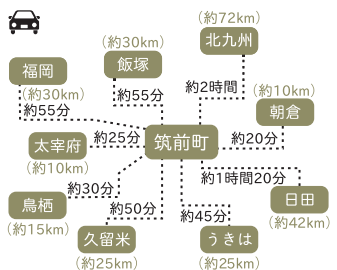 （約72km）
北九州
（約30km）
飯塚
福岡
（約30km）
約55分
約55分
約2時間
（約10km）
朝倉
太宰府
（約10km）
約25分
筑前町
約20分
鳥栖
（約15km）
約30分
約1時間20分
日田
（約42km）
久留米
（約25km）
約50分
約45分
うきは
（約25km）